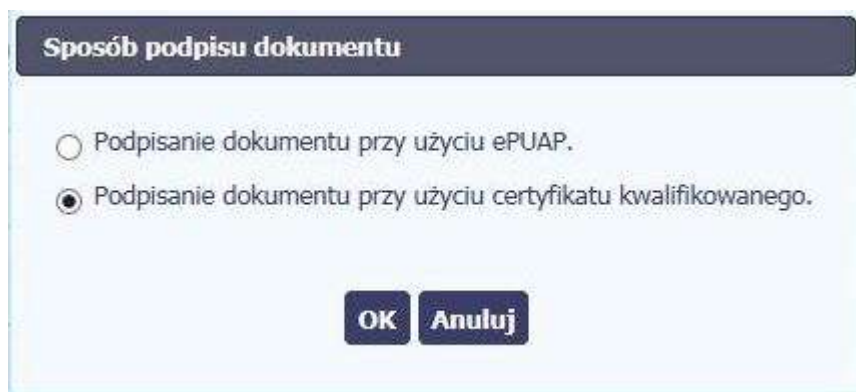 Sposób podpisu dokumentu
Podpisanie dokumentu przy użyciu ePUAP.
Podpisanie dokumentu przy użyciu certyfikatu kwalifikowanego.
OK Anuluj